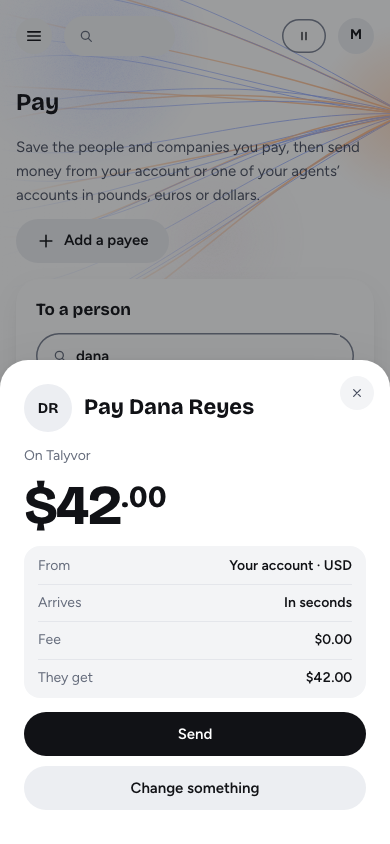 M
Pay
Save the people and companies you pay, then send
money from your account or one of your agents’
accounts in pounds, euros or dollars.
Add a payee
To a person
dana
DR
Pay Dana Reyes
On Talyvor
$42.00
From Your account · USD
Arrives In seconds
Fee $0.00
They get $42.00
Send
Change something